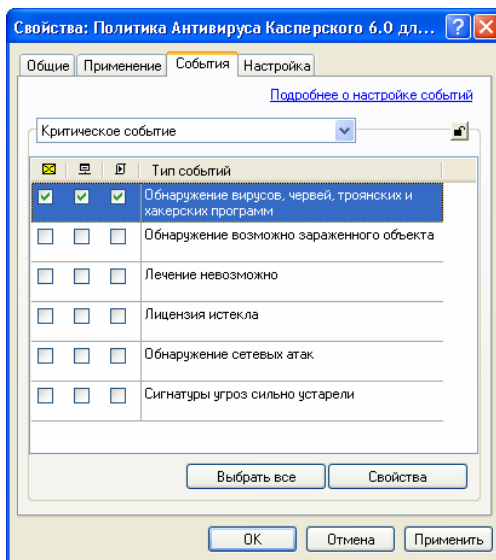 Свойства: Политика Антивируса Касперского 6.0 дл...
Общие Применение События Настройка
Подробнее о настройке событий
Критическое событие
Тип событий
Обнаружение вирусов, червей, троянских и
хакерских программ
Обнаружение возможно зараженного объекта
Лечение невозможно
Лицензия истекла
Обнаружение сетевых атак
Сигнатуры угроз сильно устарели
Выбрать все Свойства
OK Отмена Применить